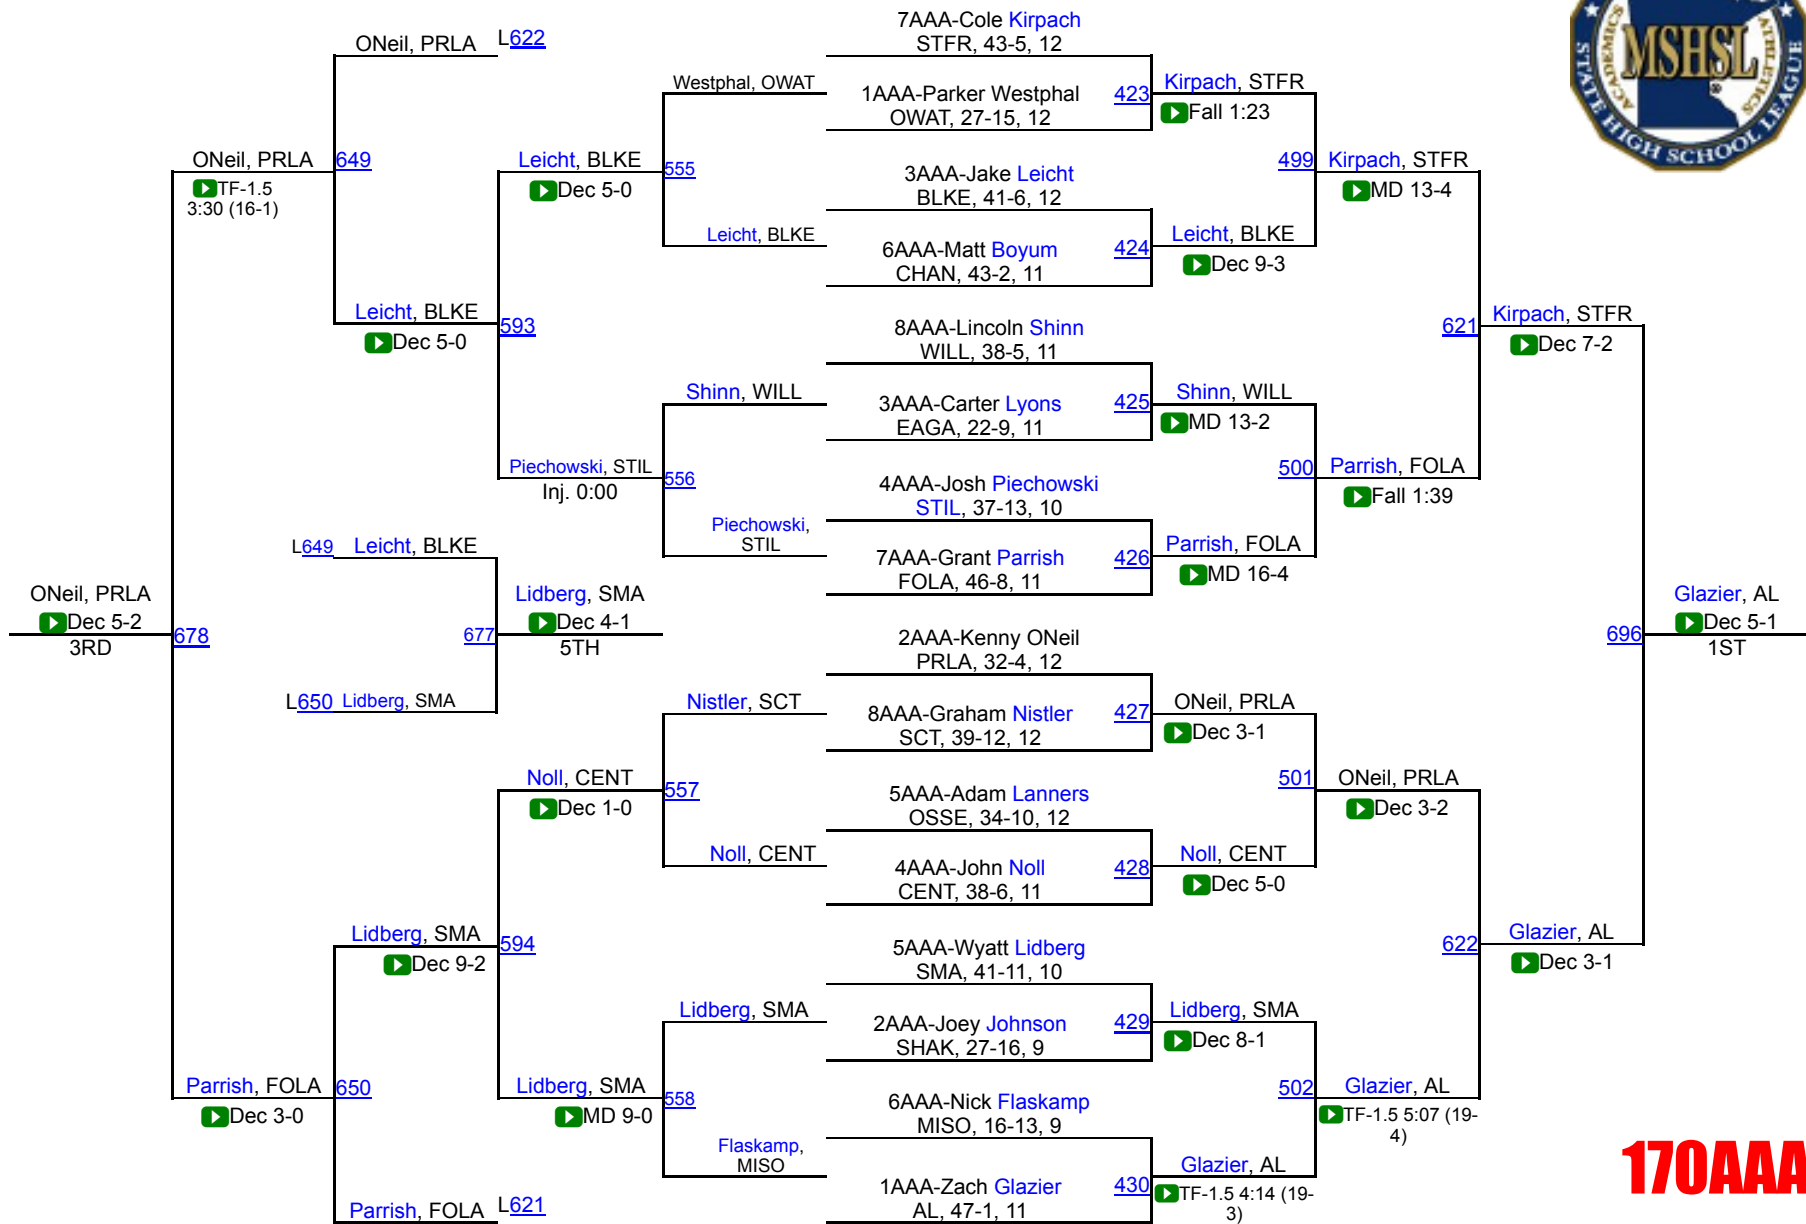 7AAA-Cole Kirpach
STFR, 43-5, 12
1AAA-Parker Westphal
OWAT, 27-15, 12
3AAA-Jake Leicht
BLKE, 41-6, 12
6AAA-Matt Boyum
CHAN, 43-2, 11
8AAA-Lincoln Shinn
WILL, 38-5, 11
3AAA-Carter Lyons
EAGA, 22-9, 11
4AAA-Josh Piechowski
STIL, 37-13, 10
7AAA-Grant Parrish
FOLA, 46-8, 11
2AAA-Kenny ONeil
PRLA, 32-4, 12
8AAA-Graham Nistler
SCT, 39-12, 12
5AAA-Adam Lanners
OSSE, 34-10, 12
4AAA-John Noll
CENT, 38-6, 11
5AAA-Wyatt Lidberg
SMA, 41-11, 10
2AAA-Joey Johnson
SHAK, 27-16, 9
6AAA-Nick Flaskamp
MISO, 16-13, 9
1AAA-Zach Glazier
AL, 47-1, 11
423
Kirpach, STFR
Fall 1:23
424
Leicht, BLKE
Dec 9-3
425
Shinn, WILL
MD 13-2
426
Parrish, FOLA
MD 16-4
427
ONeil, PRLA
Dec 3-1
428
Noll, CENT
Dec 5-0
429
Lidberg, SMA
Dec 8-1
430
Glazier, AL
TF-1.5 4:14 (19-
3)
499
Kirpach, STFR
MD 13-4
500
Parrish, FOLA
Fall 1:39
501
ONeil, PRLA
Dec 3-2
502
Glazier, AL
TF-1.5 5:07 (19-
4)
621
Kirpach, STFR
Dec 7-2
622
Glazier, AL
Dec 3-1
696
Glazier, AL
Dec 5-1
1ST
Westphal, OWAT
Leicht, BLKE
Shinn, WILL
Piechowski,
STIL
Nistler, SCT
Noll, CENT
Lidberg, SMA
Flaskamp,
MISO
555
Leicht, BLKE
Dec 5-0
556
Piechowski, STIL
Inj. 0:00
557
Noll, CENT
Dec 1-0
558
Lidberg, SMA
MD 9-0
ONeil, PRLA L622
593
Leicht, BLKE
Dec 5-0
594
Lidberg, SMA
Dec 9-2
Parrish, FOLA L621
649
ONeil, PRLA
TF-1.5
3:30 (16-1)
650
Parrish, FOLA
Dec 3-0
L649 Leicht, BLKE
L650 Lidberg, SMA
677
Lidberg, SMA
Dec 4-1
5TH
678
ONeil, PRLA
Dec 5-2
3RD
ACADEMICS
MSHSL
ATHLETICS
STATE HIGH SCHOOL LEAGUE
170AAA